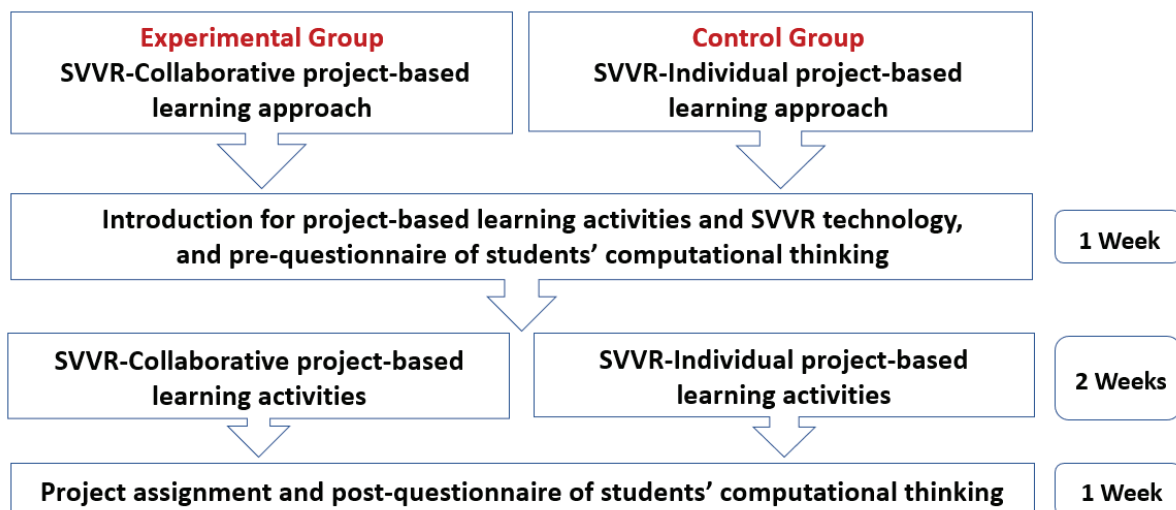 Experimental Group
SVVR-Collaborative project-based
learning approach
Control Group
SVVR-Individual project-based
learning approach
Introduction for project-based learning activities and SVVR technology,
and pre-questionnaire of students’ computational thinking
1 Week
SVVR-Collaborative project-based
learning activities
SVVR-Individual project-based
learning activities
2 Weeks
Project assignment and post-questionnaire of students’ computational thinking
1 Week